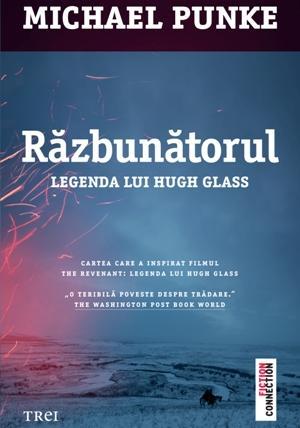 MICHAEL PUNKE
Răzbunătorul
LEGENDA LUI HUGH GLASS
CARTEA CARE A INSPIRAT FILMUL
THE REVENANT: LEGENDA LUI HUGH GLASS
„O TERIBILĂ POVESTE DESPRE TRĂDARE.”
THE WASHINGTON POST BOOK WORLD
FICTION
CONNECTION
TREI